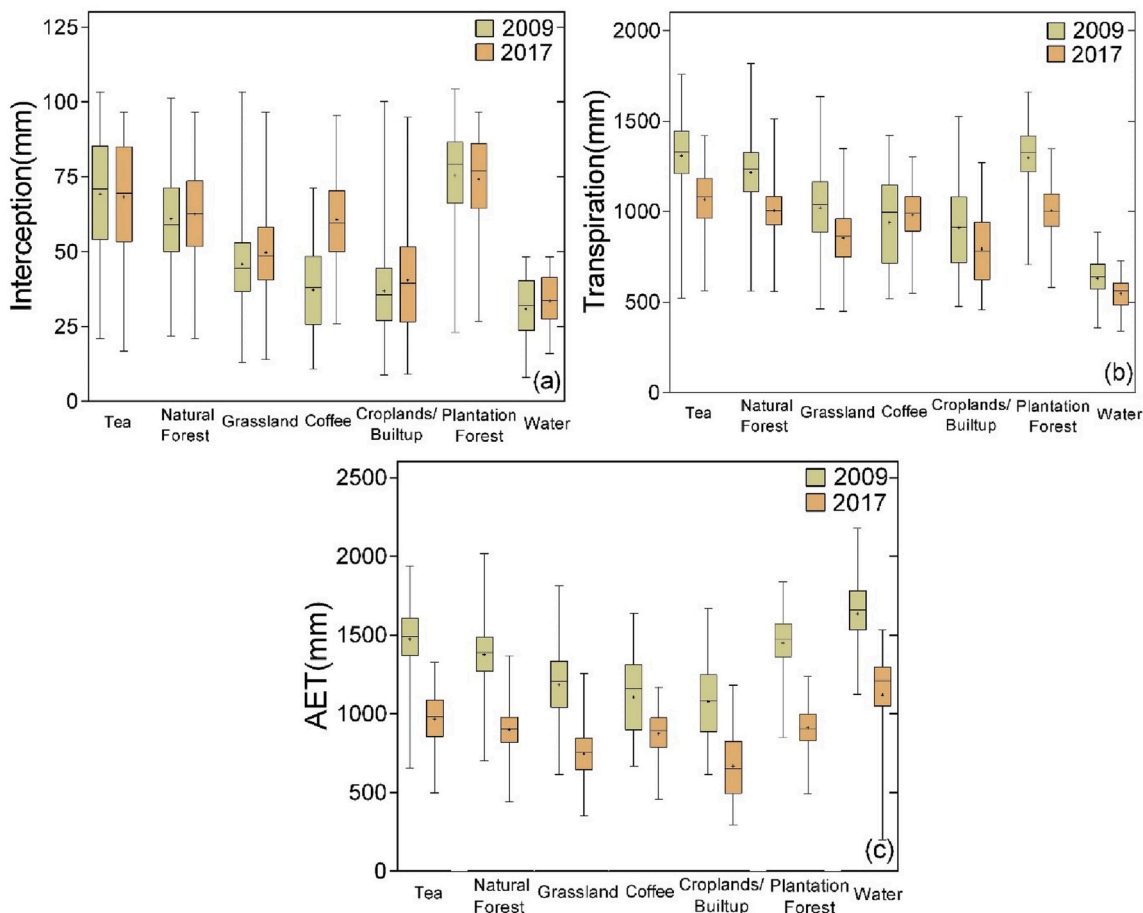 Interception(mm)
125
100
75
50
25
0
2009
2017
(a)
Tea
Natural
Forest
Grassland
Coffee
Croplands/
Builtup
Plantation
Forest
Water
Transpiration(mm)
2000
1500
1000
500
0
2009
2017
(b)
Tea
Natural
Forest
Grassland
Coffee
Croplands/
Builtup
Plantation
Forest
Water
AET(mm)
2500
2000
1500
1000
500
0
2009
2017
(c)
Tea
Natural
Forest
Grassland
Coffee
Croplands/
Builtup
Plantation
Forest
Water